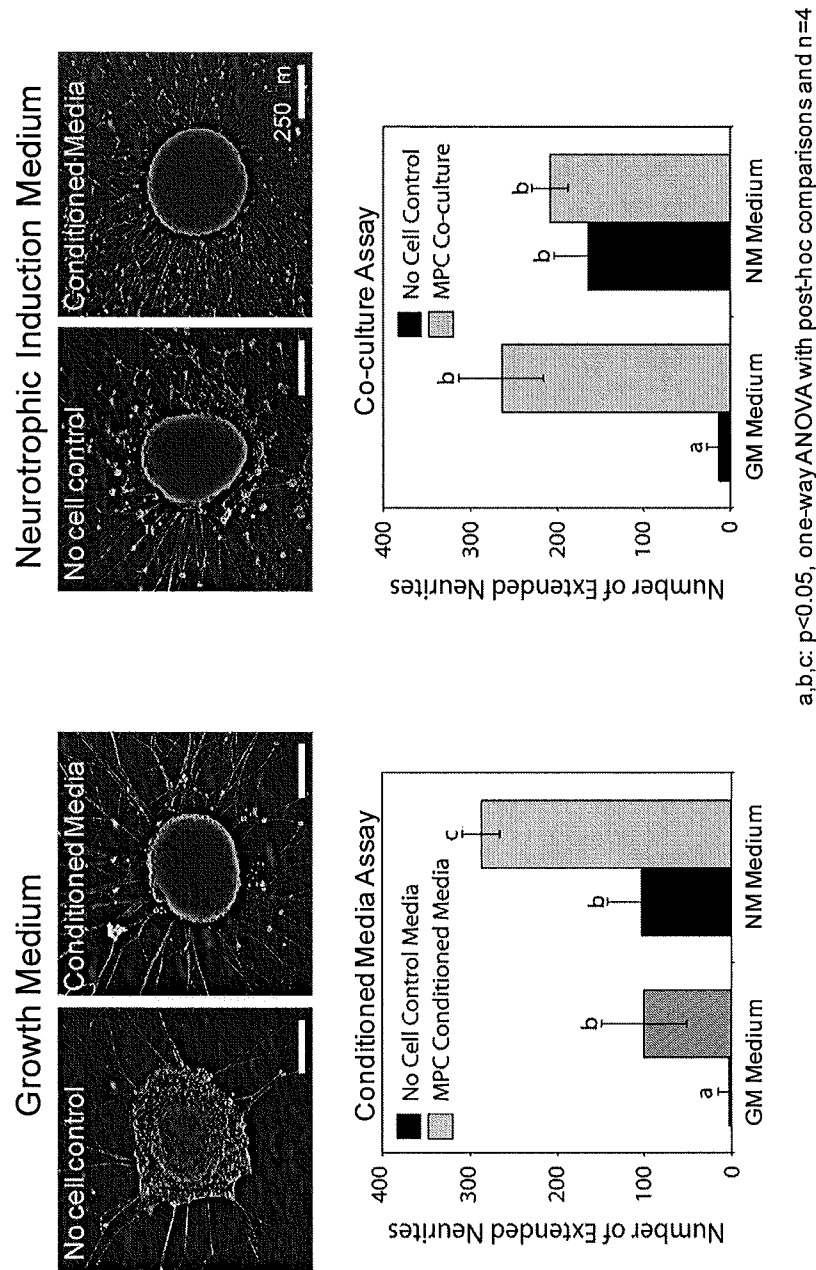 Growth Medium
Neurotrophic Induction Medium
No cell control
Conditioned Media
No cell control
Conditioned Media
250 m
Conditioned Media Assay
No Cell Control Media
MPC Conditioned Media
Number of Extended Neurites
400
300
200
100
0
a
b
b
c
GM Medium
NM Medium
Co-culture Assay
No Cell Control
MPC Co-culture
Number of Extended Neurites
400
300
200
100
0
a
b
b
b
GM Medium
NM Medium
a,b,c: p<0.05, one-way ANOVA with post-hoc comparisons and n=4